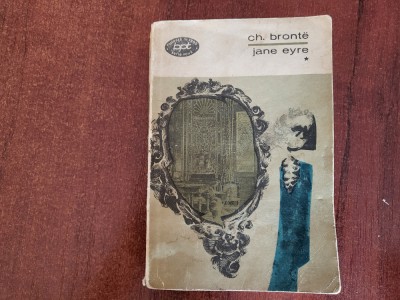 bpt
ch. brontë
jane eyre
*